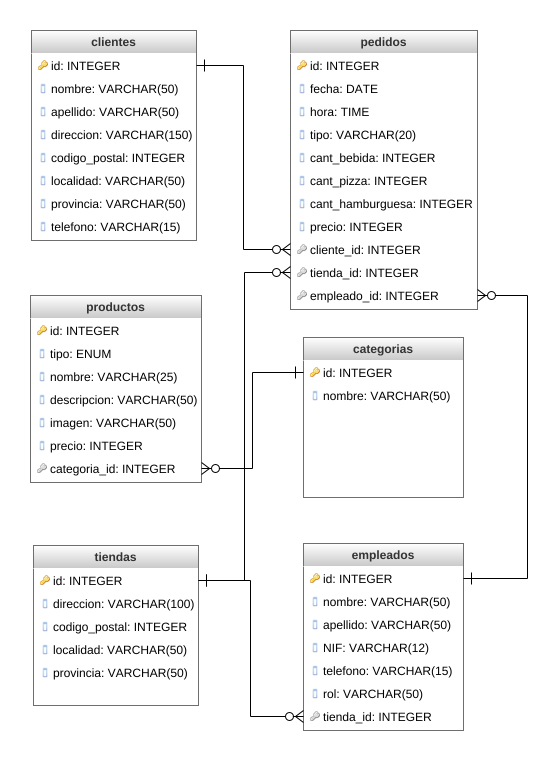 clientes
id: INTEGER
nombre: VARCHAR(50)
apellido: VARCHAR(50)
direccion: VARCHAR(150)
codigo_postal: INTEGER
localidad: VARCHAR(50)
provincia: VARCHAR(50)
telefono: VARCHAR(15)
pedidos
id: INTEGER
fecha: DATE
hora: TIME
tipo: VARCHAR(20)
cant_bebida: INTEGER
cant_pizza: INTEGER
cant_hamburguesa: INTEGER
precio: INTEGER
cliente_id: INTEGER
tienda_id: INTEGER
empleado_id: INTEGER
productos
id: INTEGER
tipo: ENUM
nombre: VARCHAR(25)
descripcion: VARCHAR(50)
imagen: VARCHAR(50)
precio: INTEGER
categoria_id: INTEGER
categorias
id: INTEGER
nombre: VARCHAR(50)
tiendas
id: INTEGER
direccion: VARCHAR(100)
codigo_postal: INTEGER
localidad: VARCHAR(50)
provincia: VARCHAR(50)
empleados
id: INTEGER
nombre: VARCHAR(50)
apellido: VARCHAR(50)
NIF: VARCHAR(12)
telefono: VARCHAR(15)
rol: VARCHAR(50)
tienda_id: INTEGER